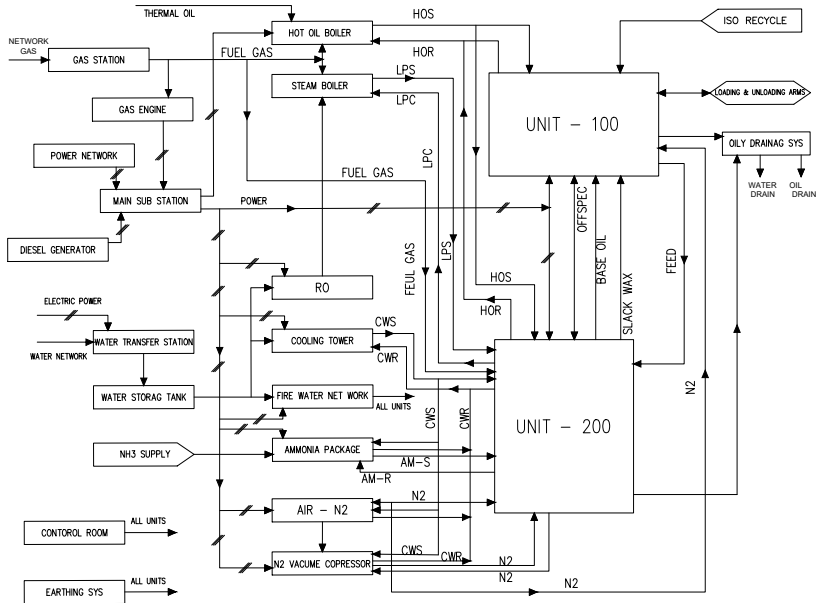 THERMAL OIL
HOS
ISO RECYCLE
NETWORK
GAS
HOT OIL BOILER
GAS STATION
FUEL GAS
HOR
LPS
STEAM BOILER
LPC
LOADING & UNLOADING ARMS
GAS ENGINE
UNIT - 100
OILY DRAINAG SYS
POWER NETWORK
LPC
FUEL GAS
WATER
DRAIN
OIL
DRAIN
MAIN SUB STATION
POWER
DIESEL GENERATOR
FEUL GAS
LPS
OFFSPEC
BASE OIL
SLACK WAX
FEED
HOS
RO
HOR
ELECTRIC POWER
CWS
WATER TRANSFER STATION
COOLING TOWER
WATER NETWORK
CWR
N2
WATER STORAG TANK
FIRE WATER NET WORK
ALL UNITS
CWS
CWR
UNIT - 200
NH3 SUPPLY
AMMONIA PACKAGE
AM-S
AM-R
AIR - N2
N2
ALL UNITS
CONTOROL ROOM
CWS
CWR
N2 VACUME COPRESSOR
N2
N2
N2
ALL UNITS
EARTHING SYS